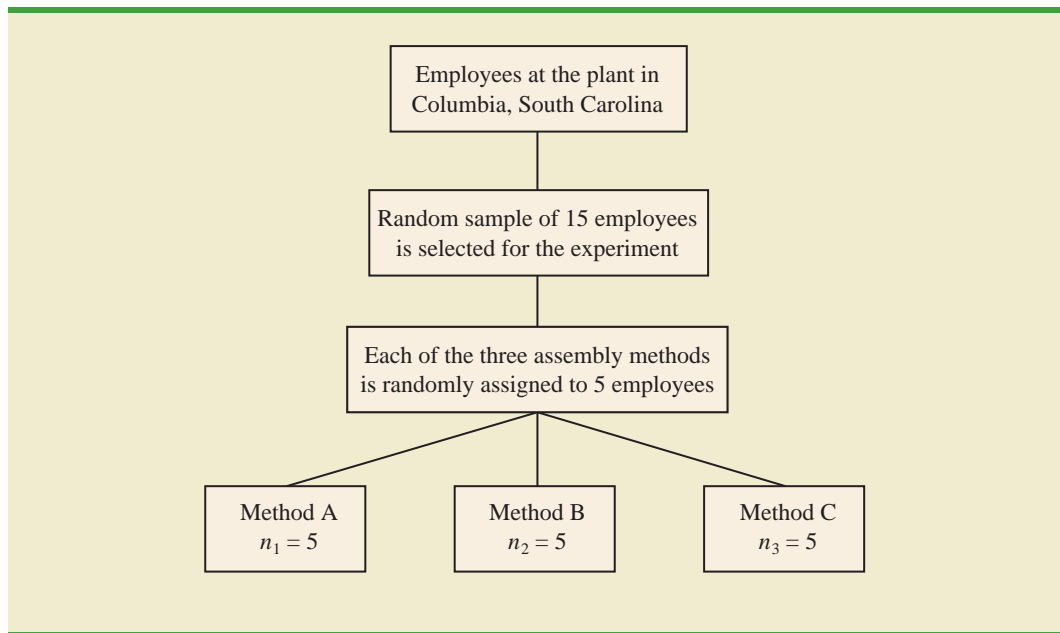 Employees at the plant in
Columbia, South Carolina
Random sample of 15 employees
is selected for the experiment
Each of the three assembly methods
is randomly assigned to 5 employees
Method A
n₁ = 5
Method B
n₂ = 5
Method C
n₃ = 5